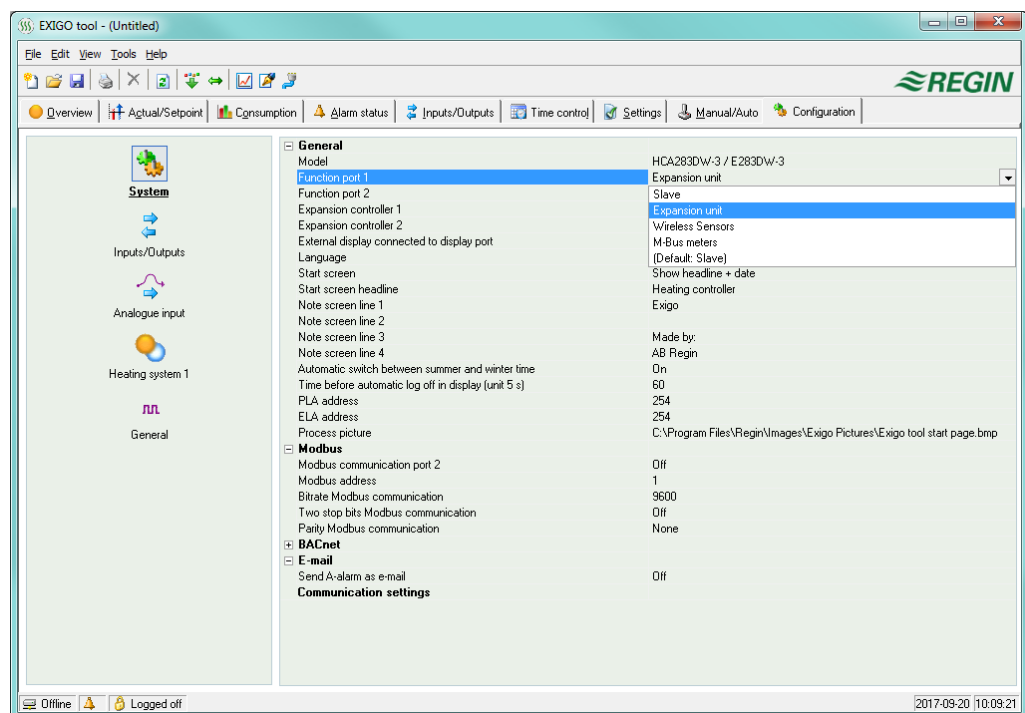 EXIGO tool - (Untitled)
File Edit View Tools Help
REGIN
Overview Actual/Setpoint Consumption Alarm status Inputs/Outputs Time control Settings Manual/Auto Configuration
System
Inputs/Outputs
Analogue input
Heating system 1
General
General
Model HCA283DW-3 / E283DW-3
Function port 1 Expansion unit
Function port 2 Slave
Expansion controller 1 Expansion unit
Expansion controller 2 Wireless Sensors
External display connected to display port M-Bus meters
Language (Default: Slave)
Start screen Show headline + date
Start screen headline Heating controller
Note screen line 1 Exigo
Note screen line 2
Note screen line 3 Made by:
Note screen line 4 AB Regin
Automatic switch between summer and winter time On
Time before automatic log off in display (unit 5 s) 60
PLA address 254
ELA address 254
Process picture C:\Program Files\Regin\Images\Exigo Pictures\Exigo tool start page.bmp
Modbus
Modbus communication port 2 Off
Modbus address 1
Bitrate Modbus communication 9600
Two stop bits Modbus communication Off
Parity Modbus communication None
BACnet
E-mail
Send A-alarm as e-mail Off
Communication settings
Offline Logged off 2017-09-20 10:09:21